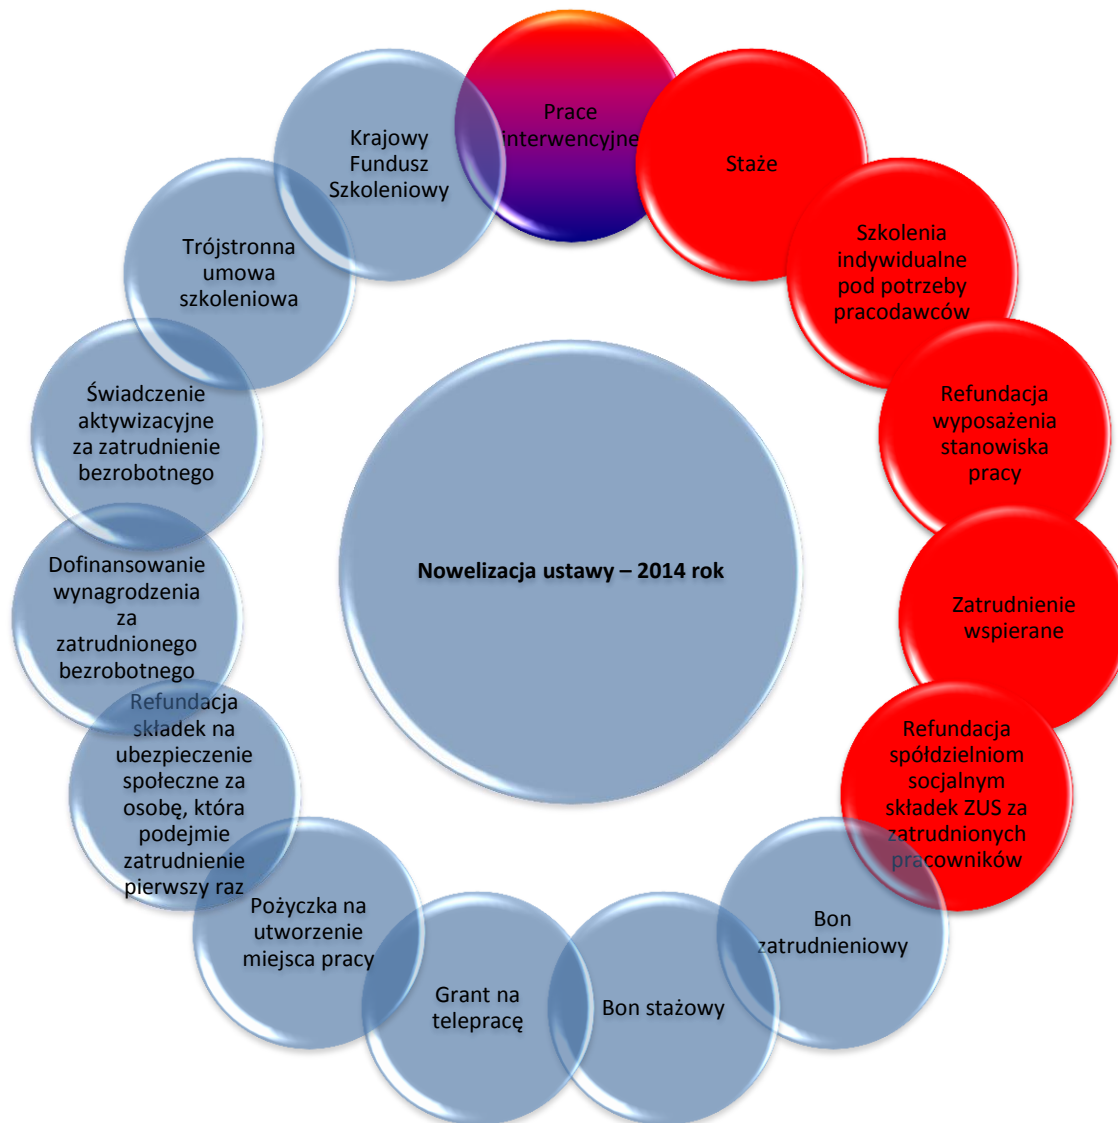 Prace
interwencyjne
Staże
Szkolenia
indywidualne
pod potrzeby
pracodawców
Refundacja
wyposażenia
stanowiska
pracy
Zatrudnienie
wspierane
Refundacja
spółdzielniom
socjalnym
składek ZUS za
zatrudnionych
pracowników
Bon
zatrudnieniowy
Bon stażowy
Grant na
telepracę
Pożyczka na
utworzenie
miejsca pracy
Refundacja
składek na
ubezpieczenie
społeczne za
osobę, która
podejmie
zatrudnienie
pierwszy raz
Dofinansowanie
wynagrodzenia
za
zatrudnionego
bezrobotnego
Świadczenie
aktywizacyjne
za zatrudnienie
bezrobotnego
Trójstronna
umowa
szkoleniowa
Krajowy
Fundusz
Szkoleniowy
Nowelizacja ustawy – 2014 rok